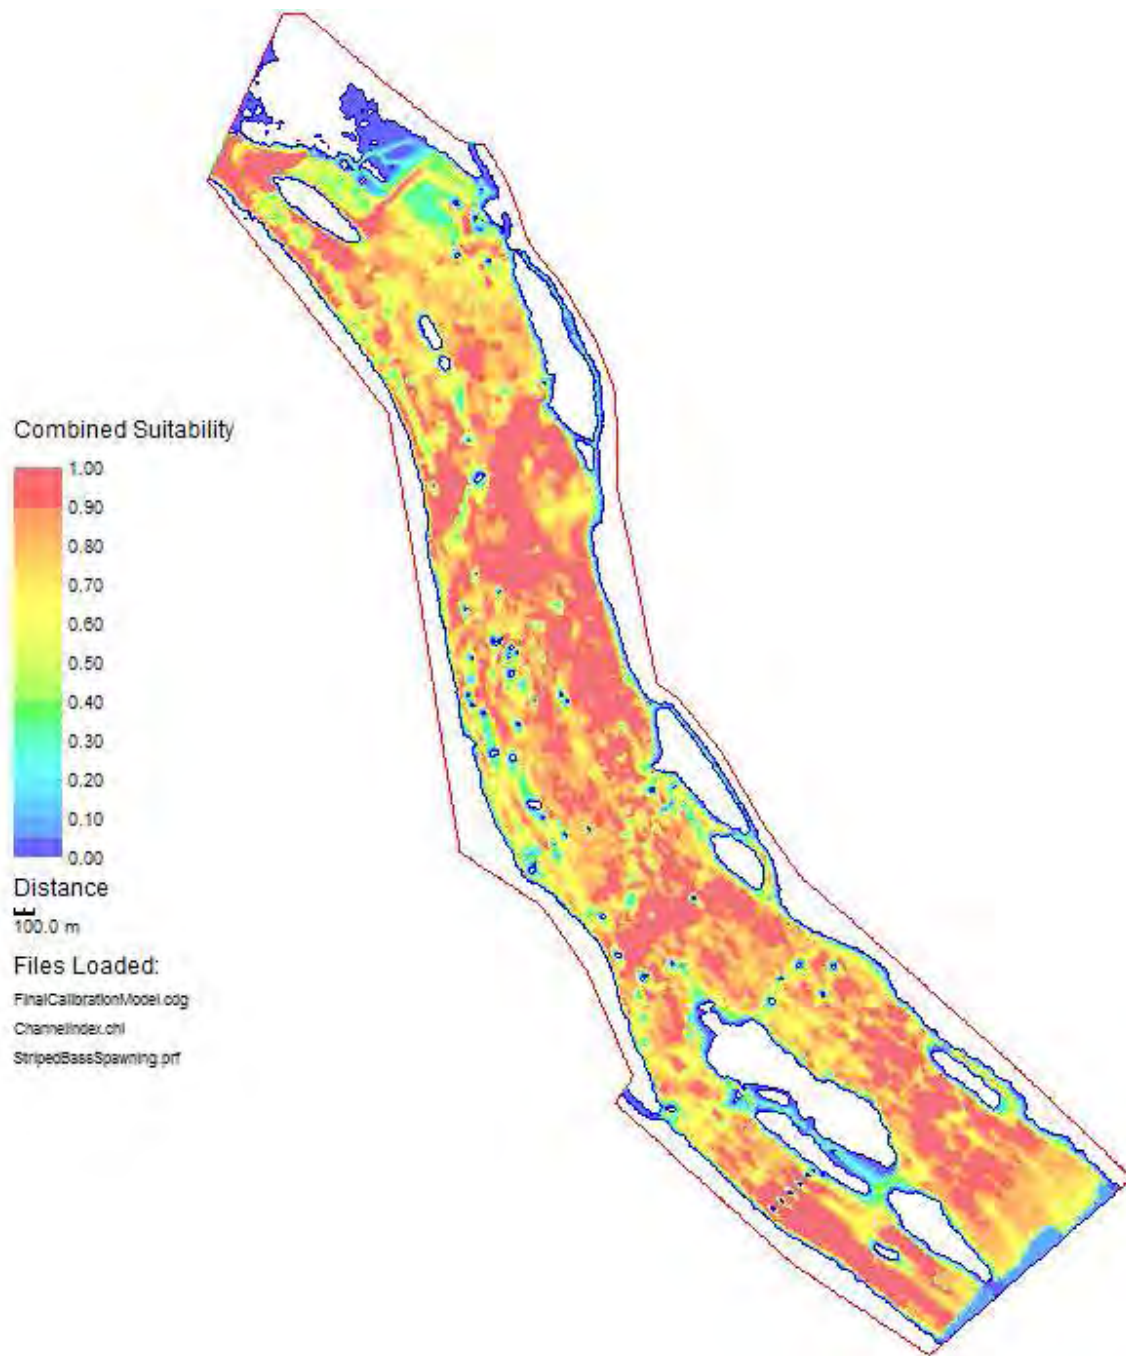 Combined Suitability
1.00
0.90
0.80
0.70
0.60
0.50
0.40
0.30
0.20
0.10
0.00
Distance
100.0 m
Files Loaded:
FinalCalibrationModel.cdg
ChannelIndex.chi
StripedBassSpawning.prf